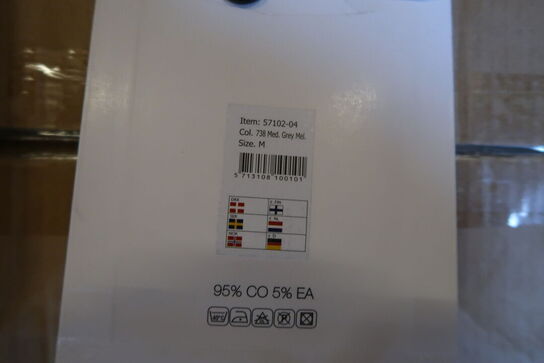 Item: 57102-04
Col. 738 Med. Grey Mel.
Size. M
5 713108 100101
95% CO 5% EA